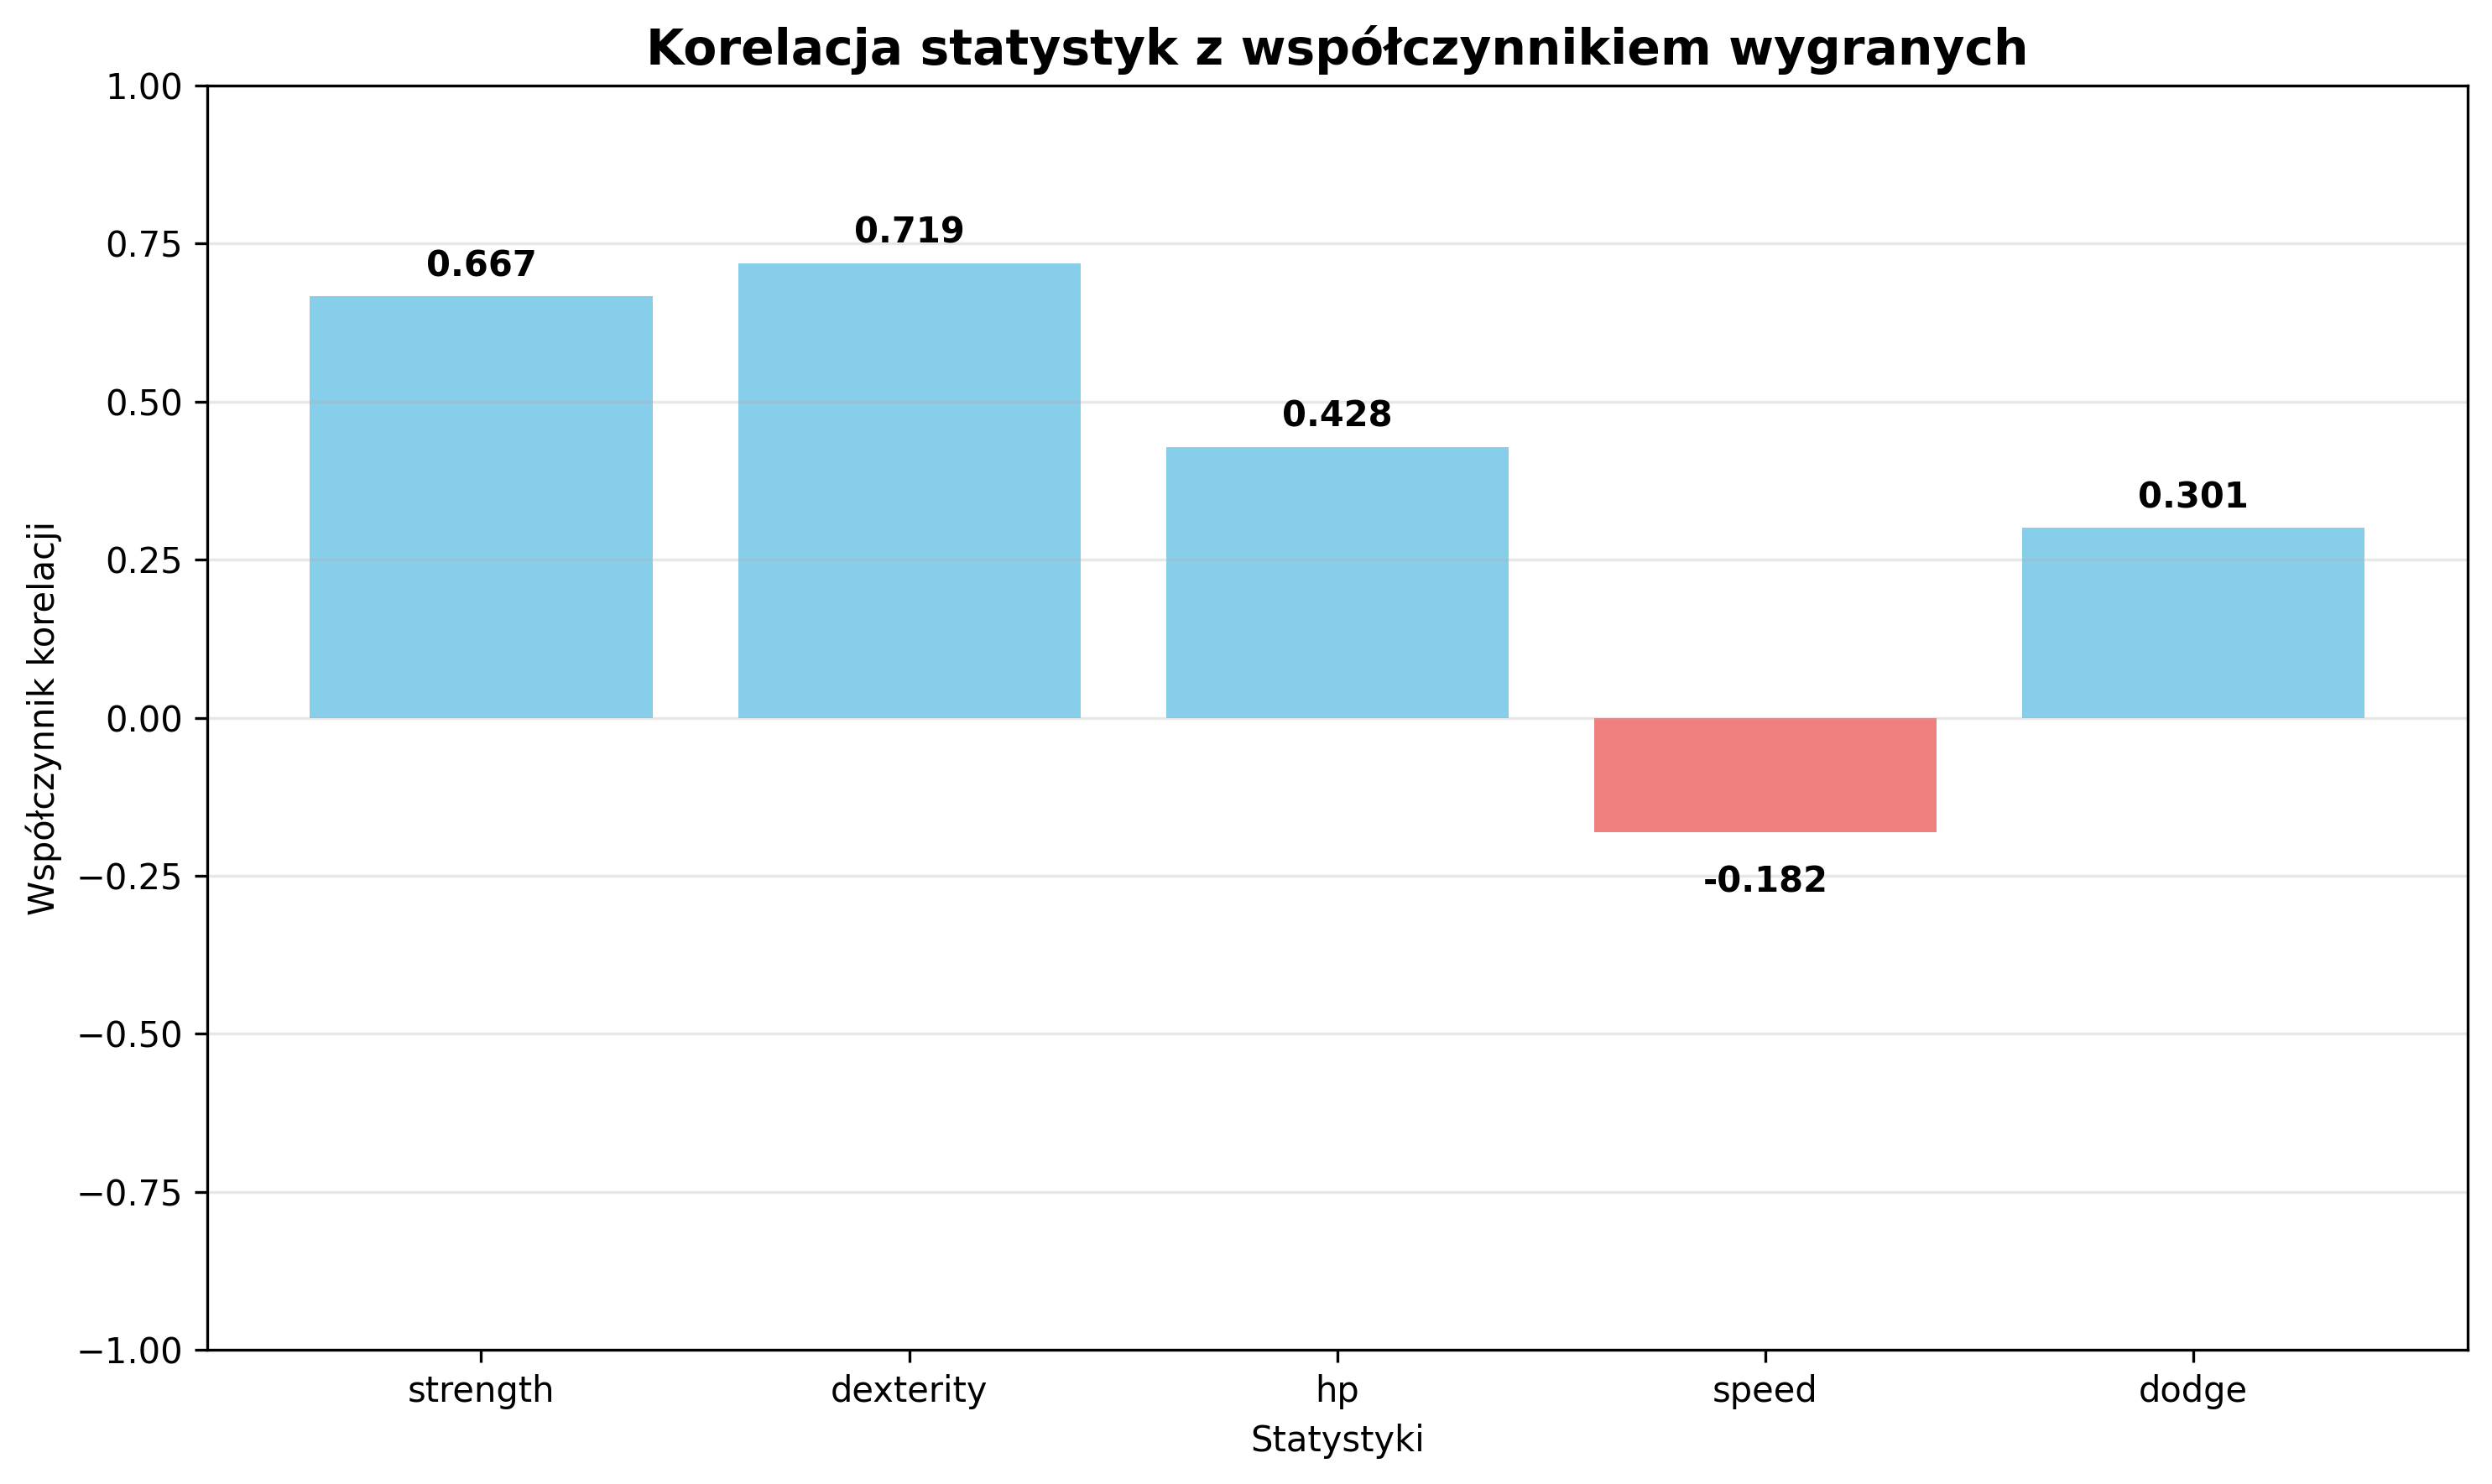 Korelacja statystyk z współczynnikiem wygranych
Współczynnik korelacji
1.00
0.75
0.50
0.25
0.00
−0.25
−0.50
−0.75
−1.00
0.667
0.719
0.428
-0.182
0.301
strength
dexterity
hp
speed
dodge
Statystyki